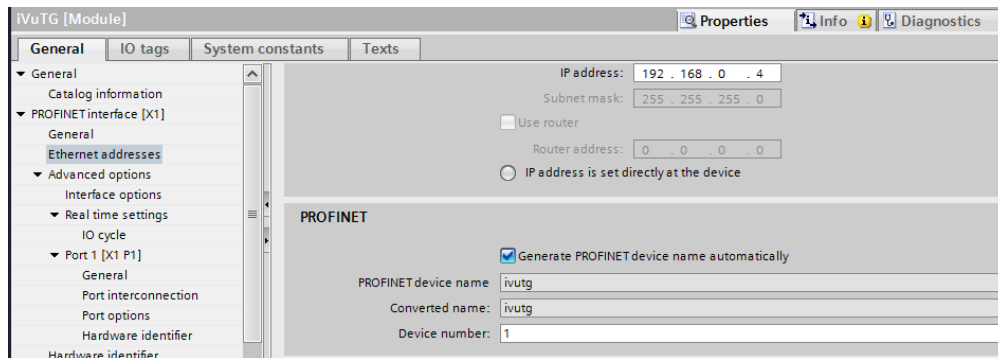 iVuTG [Module]
Properties
Info
Diagnostics
General
IO tags
System constants
Texts
General
Catalog information
PROFINET interface [X1]
General
Ethernet addresses
Advanced options
Interface options
Real time settings
IO cycle
Port 1 [X1 P1]
General
Port interconnection
Port options
Hardware identifier
Hardware identifier
IP address: 192 . 168 . 0 . 4
Subnet mask: 255 . 255 . 255 . 0
Use router
Router address: 0 . 0 . 0 . 0
IP address is set directly at the device
PROFINET
Generate PROFINET device name automatically
PROFINET device name ivutg
Converted name: ivutg
Device number: 1